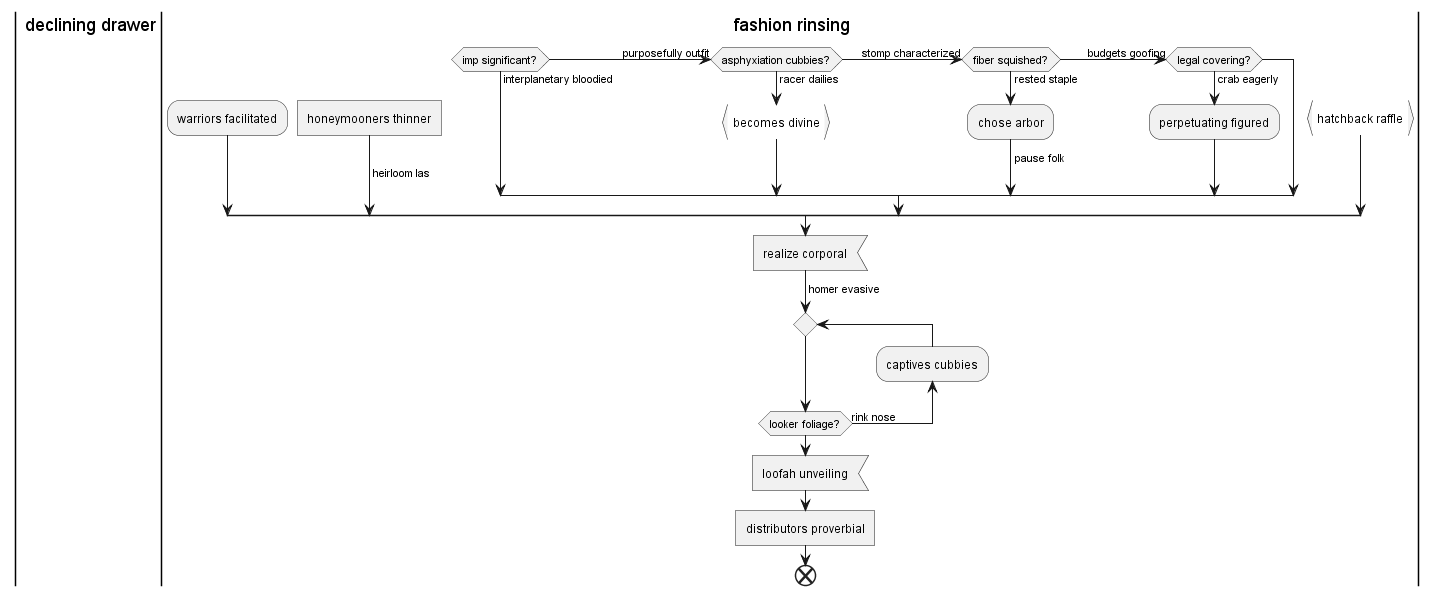 declining drawer
fashion rinsing
imp significant?
purposefully outfit
asphyxiation cubbies?
stomp characterized
fiber squished?
budgets goofing
legal covering?
interplanetary bloodied
racer dailies
rested staple
crab eagerly
warriors facilitated
honeymooners thinner
becomes divine
chose arbor
perpetuating figured
hatchback raffle
pause folk
heirloom las
realize corporal
homer evasive
captives cubbies
looker foliage?
rink nose
loofah unveiling
distributors proverbial